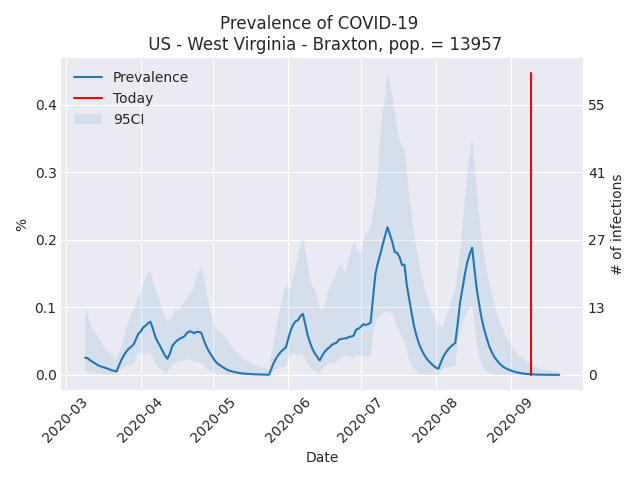 Prevalence of COVID-19
US - West Virginia - Braxton, pop. = 13957
Prevalence
Today
95CI
0.4
0.3
0.2
0.1
0.0
%
55
41
27
13
0
# of infections
2020-03
2020-04
2020-05
2020-06
2020-07
2020-08
2020-09
Date